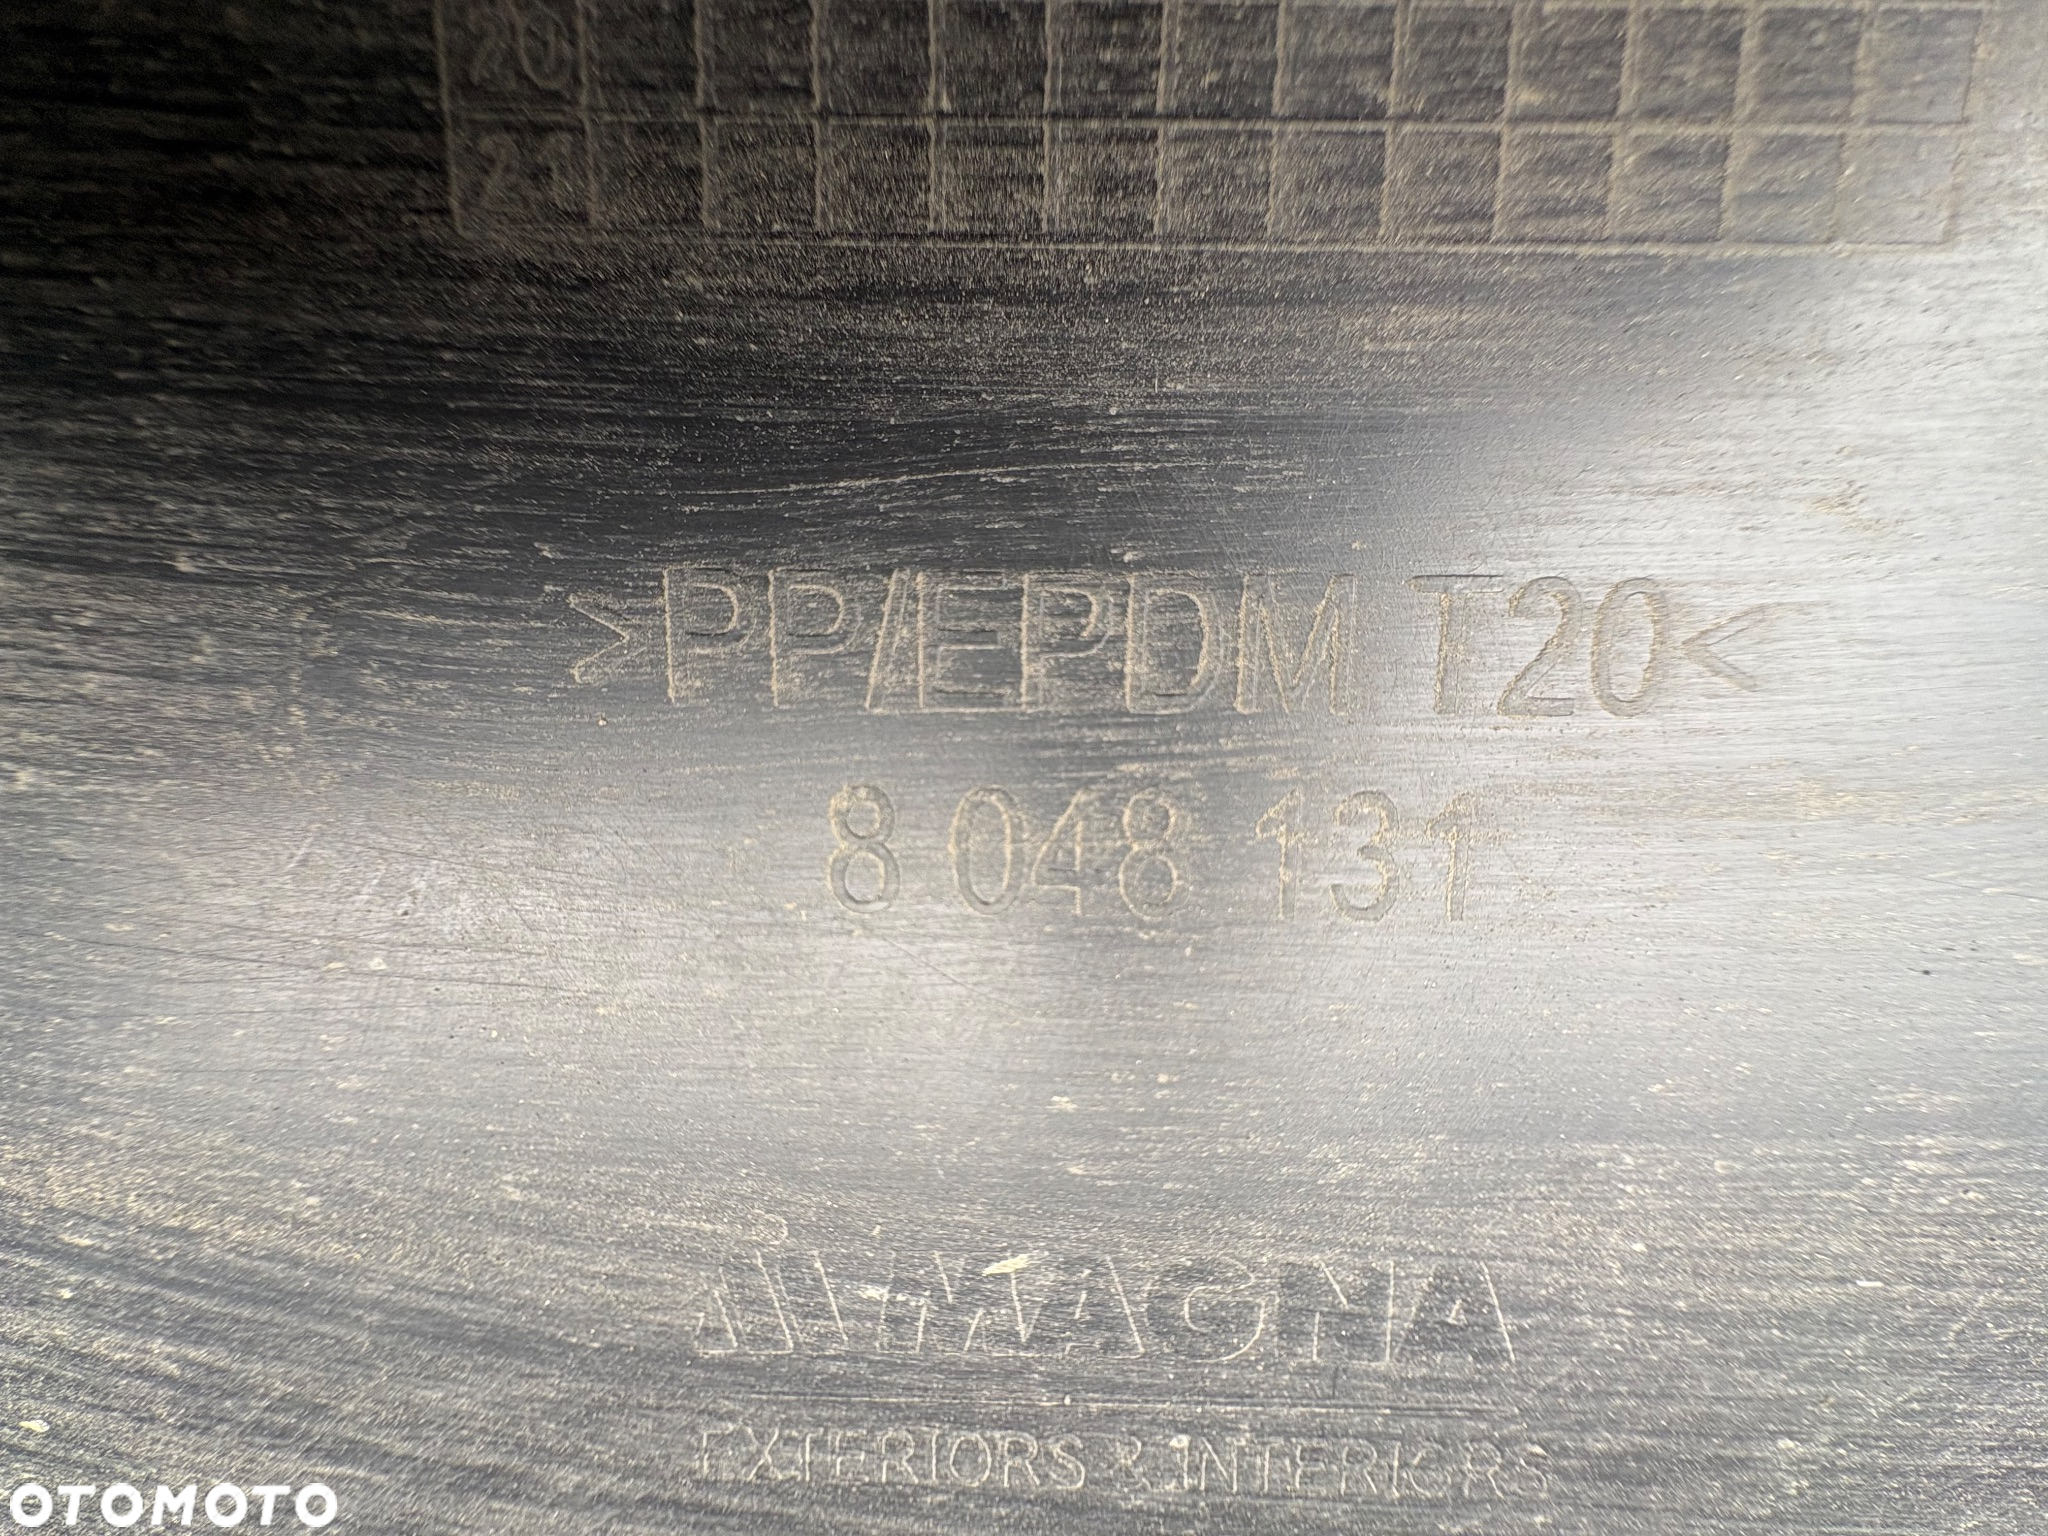 20
21
>PP/EPDM T20<
8 048 131
MAGNA
EXTERIORS & INTERIORS
OTOMOTO